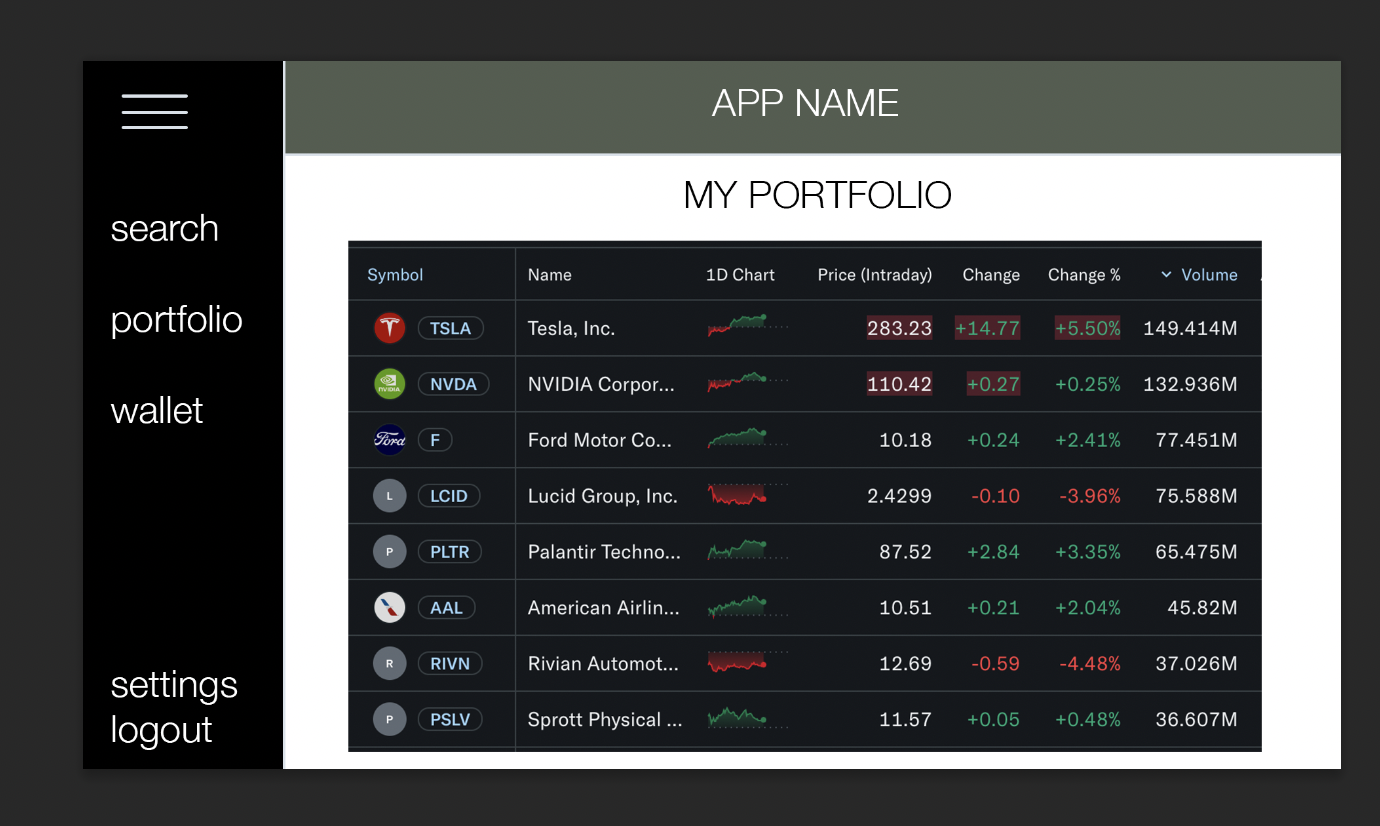 APP NAME
search
portfolio
wallet
settings
logout
MY PORTFOLIO
Symbol Name 1D Chart Price (Intraday) Change Change % Volume
TSLA Tesla, Inc. 283.23 +14.77 +5.50% 149.414M
NVIDIA NVDA NVIDIA Corpor... 110.42 +0.27 +0.25% 132.936M
Ford F Ford Motor Co... 10.18 +0.24 +2.41% 77.451M
L LCID Lucid Group, Inc. 2.4299 -0.10 -3.96% 75.588M
P PLTR Palantir Techno... 87.52 +2.84 +3.35% 65.475M
AAL American Airlin... 10.51 +0.21 +2.04% 45.82M
R RIVN Rivian Automot... 12.69 -0.59 -4.48% 37.026M
P PSLV Sprott Physical ... 11.57 +0.05 +0.48% 36.607M